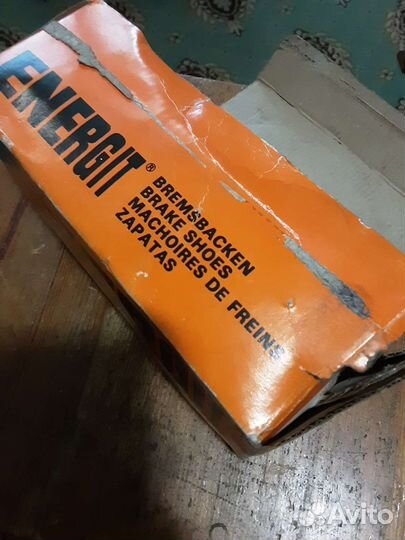 ENERGIT®
BREMSBACKEN
BRAKE SHOES
MACHOIRES DE FREINS
ZAPATAS
Avito